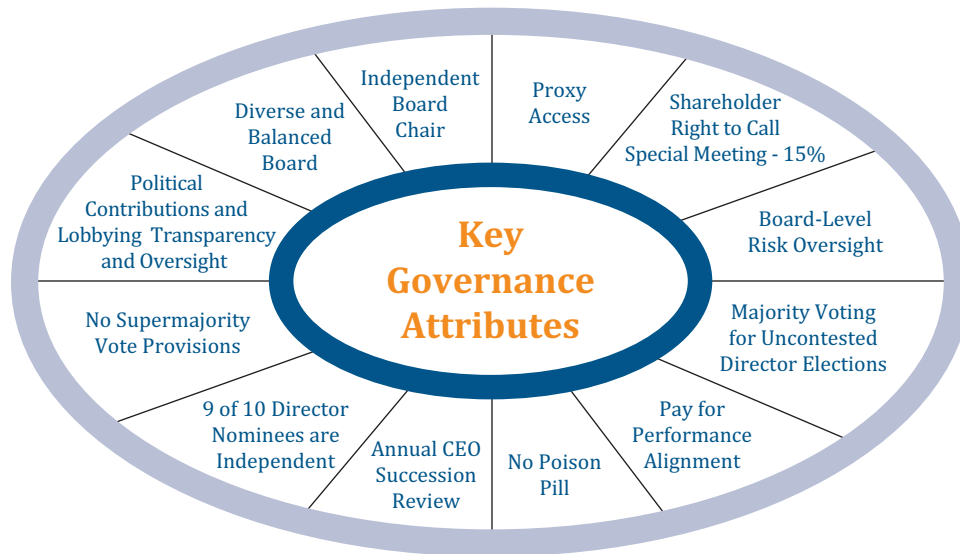 Key
Governance
Attributes
Independent
Board
Chair
Proxy
Access
Shareholder
Right to Call
Special Meeting - 15%
Board-Level
Risk Oversight
Majority Voting
for Uncontested
Director Elections
Pay for
Performance
Alignment
No Poison
Pill
Annual CEO
Succession
Review
9 of 10 Director
Nominees are
Independent
No Supermajority
Vote Provisions
Political
Contributions and
Lobbying Transparency
and Oversight
Diverse and
Balanced
Board